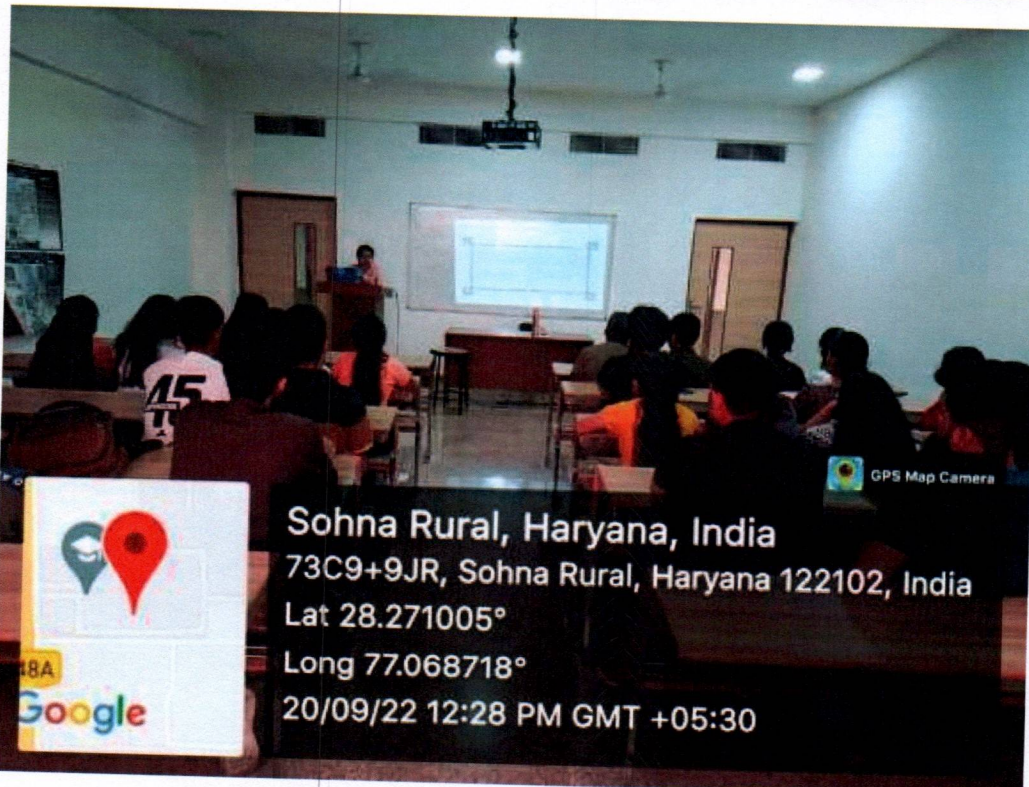 45
GPS Map Camera
Sohna Rural, Haryana, India
73C9+9JR, Sohna Rural, Haryana 122102, India
Lat 28.271005°
Long 77.068718°
20/09/22 12:28 PM GMT +05:30
48A
Google